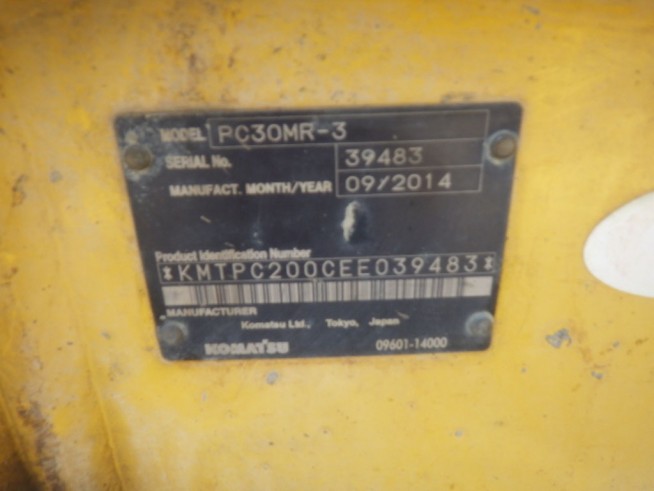 MODEL PC30MR-3
SERIAL No. 39483
MANUFACT. MONTH/YEAR 09/2014
Product Identification Number
*KMTPC200CEE039483*
MANUFACTURER
Komatsu Ltd., Tokyo, Japan
KOMATSU 09601-14000